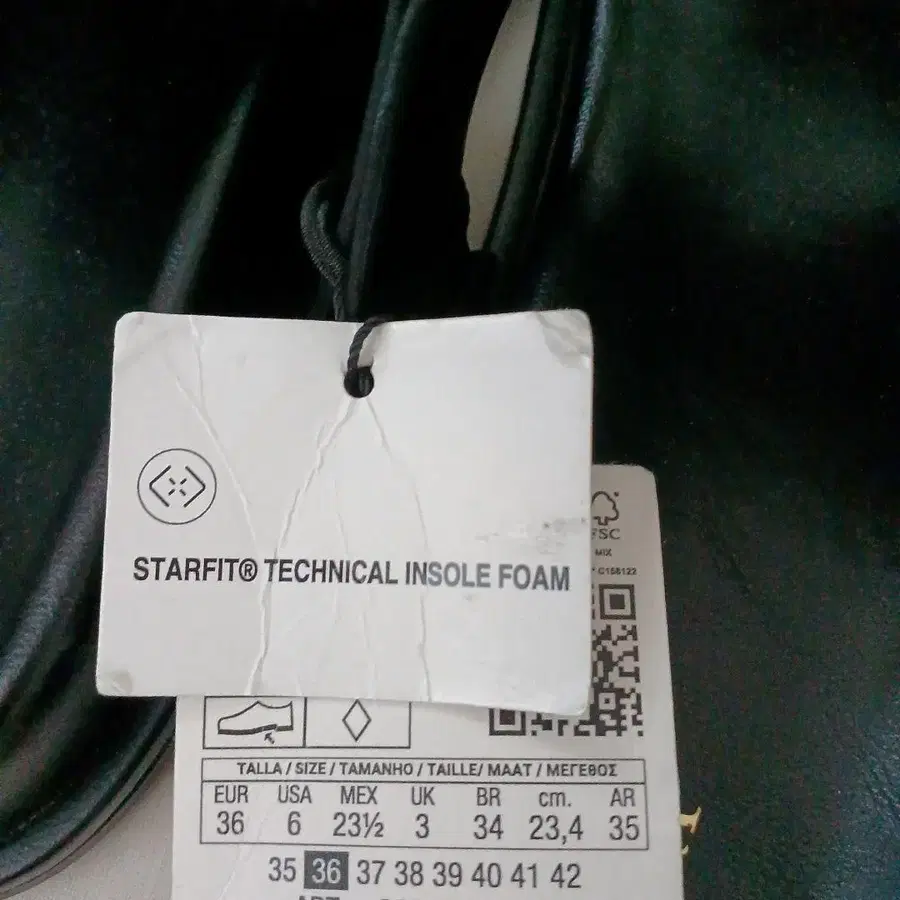 STARFIT® TECHNICAL INSOLE FOAM
FSC
MIX
C158122
TALLA / SIZE / TAMANHO / TAILLE/ MAAT / ΜΕΓΕΘΟΣ
EUR USA MEX UK BR cm. AR
36 6 23½ 3 34 23,4 35
35 36 37 38 39 40 41 42